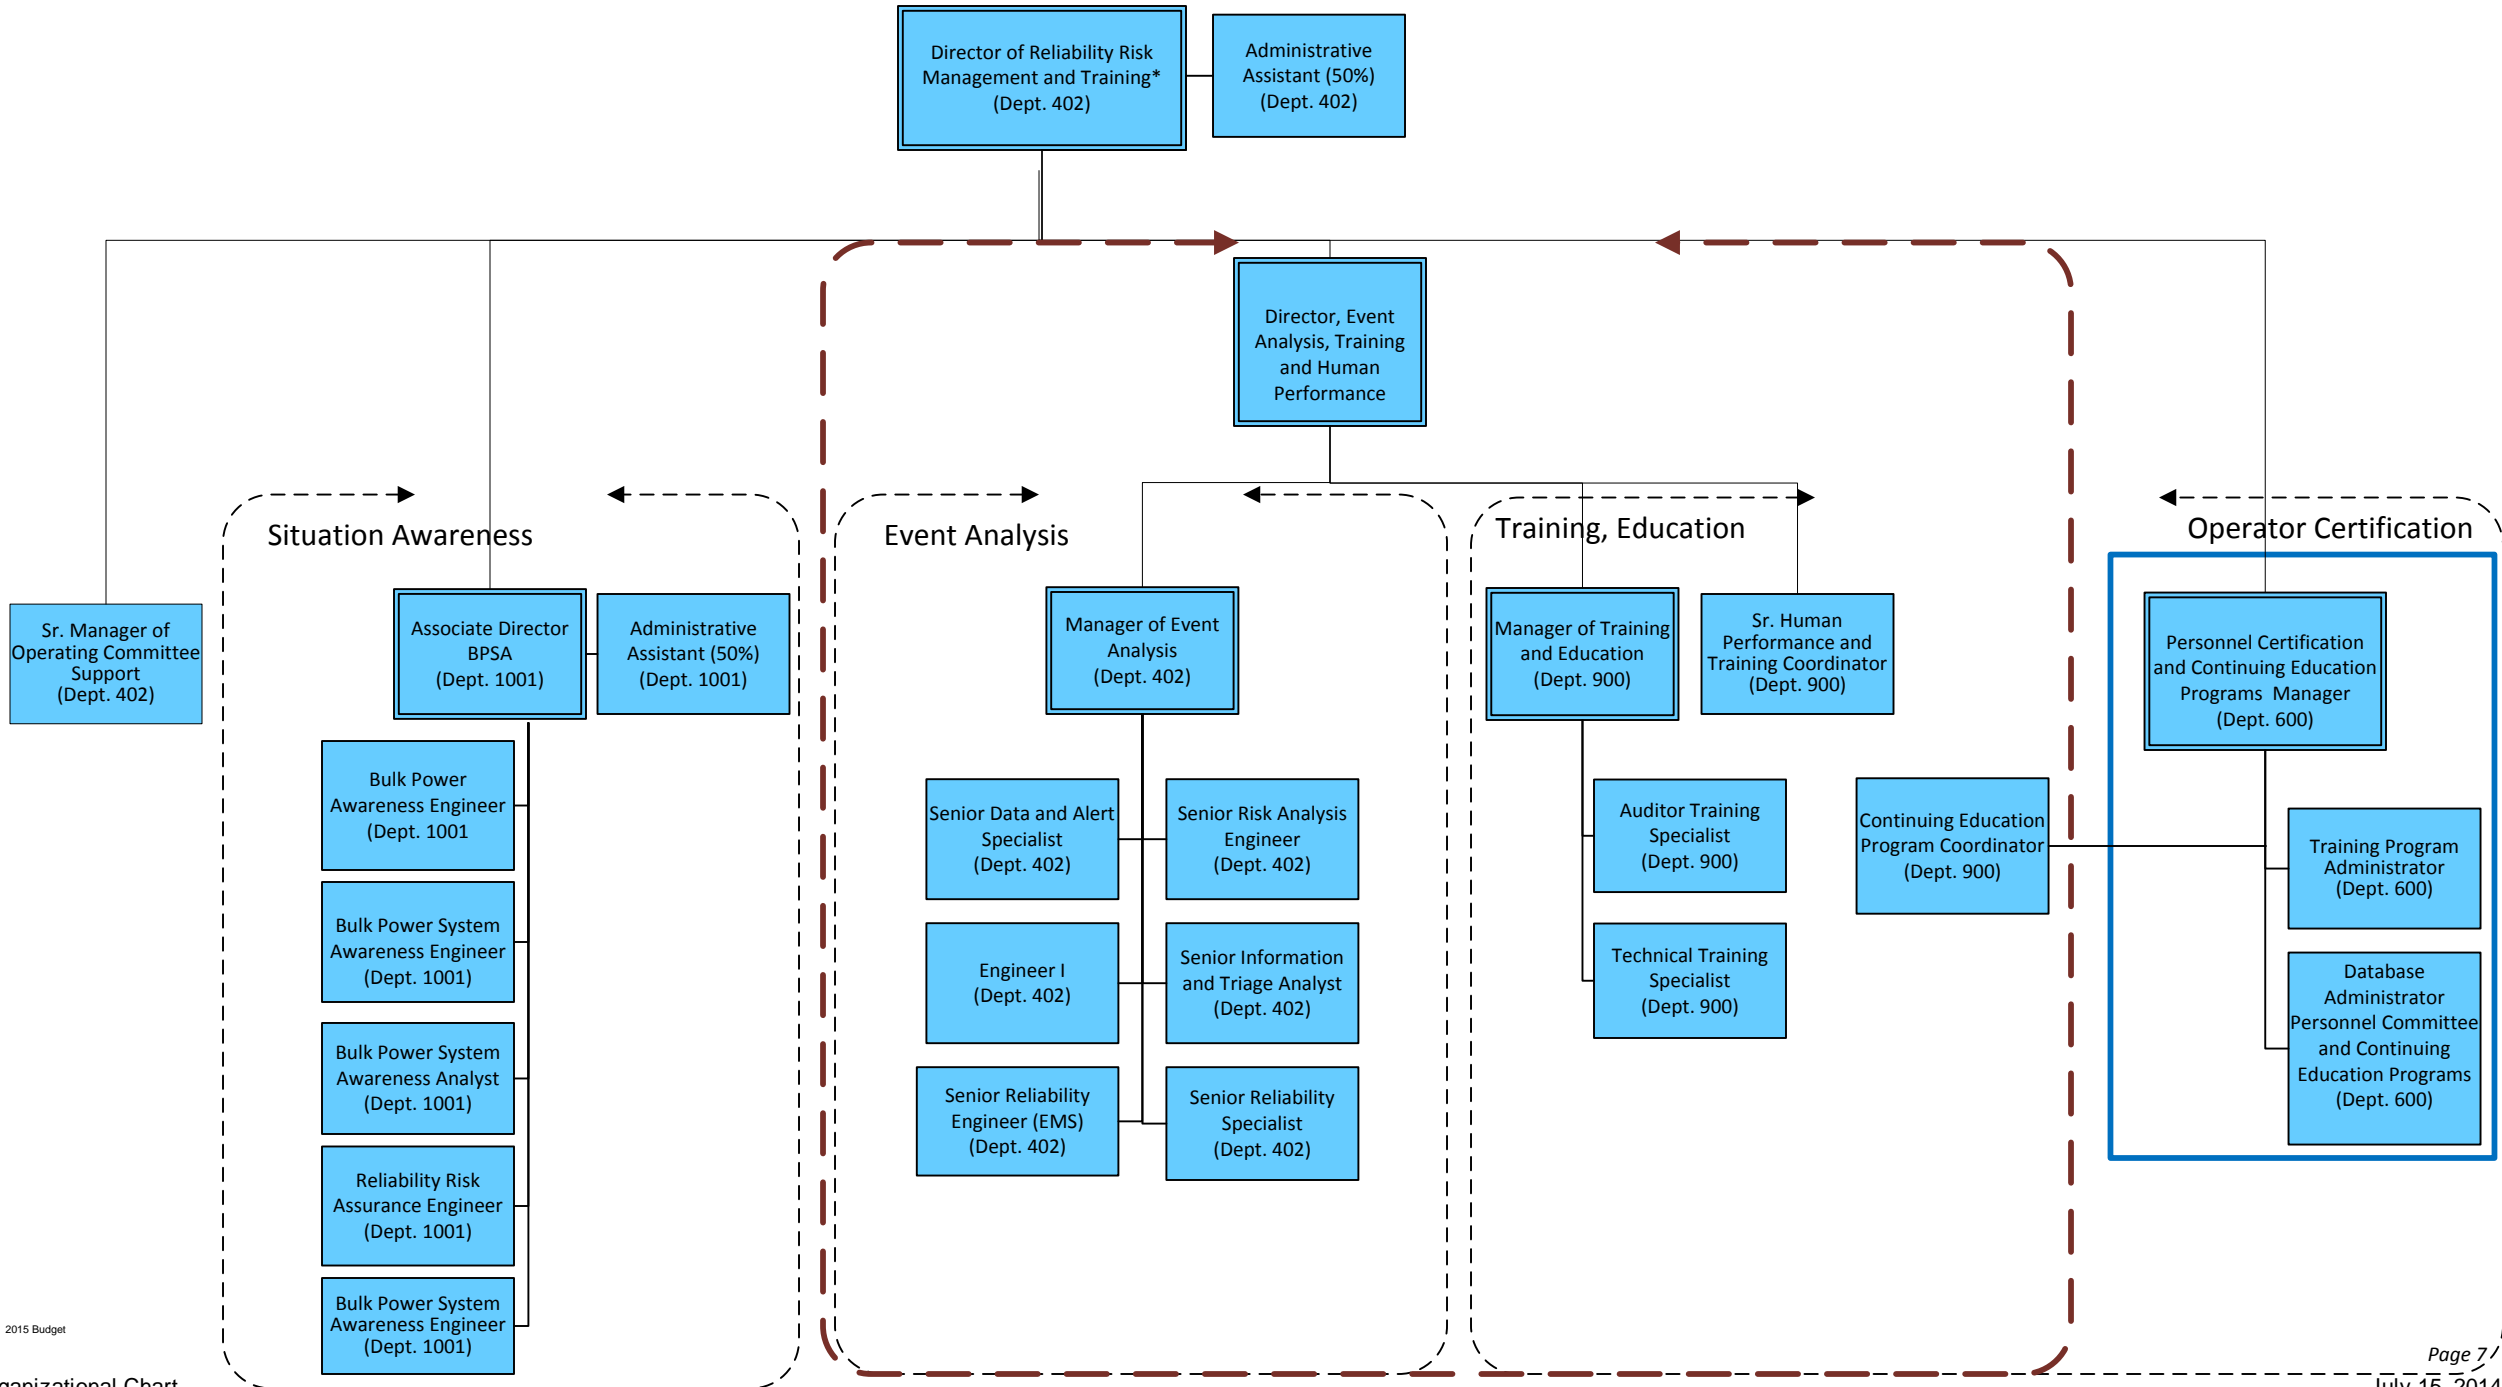 Director of Reliability Risk
Management and Training*
(Dept. 402)
Administrative
Assistant (50%)
(Dept. 402)
Director, Event
Analysis, Training
and Human
Performance
Situation Awareness
Event Analysis
Training, Education
Operator Certification
Sr. Manager of
Operating Committee
Support
(Dept. 402)
Associate Director
BPSA
(Dept. 1001)
Administrative
Assistant (50%)
(Dept. 1001)
Manager of Event
Analysis
(Dept. 402)
Manager of Training
and Education
(Dept. 900)
Sr. Human
Performance and
Training Coordinator
(Dept. 900)
Personnel Certification
and Continuing Education
Programs  Manager
(Dept. 600)
Bulk Power
Awareness Engineer
(Dept. 1001
Bulk Power System
Awareness Engineer
(Dept. 1001)
Bulk Power System
Awareness Analyst
(Dept. 1001)
Reliability Risk
Assurance Engineer
(Dept. 1001)
Bulk Power System
Awareness Engineer
(Dept. 1001)
Senior Data and Alert
Specialist
(Dept. 402)
Senior Risk Analysis
Engineer
(Dept. 402)
Engineer I
(Dept. 402)
Senior Information
and Triage Analyst
(Dept. 402)
Senior Reliability
Engineer (EMS)
(Dept. 402)
Senior Reliability
Specialist
(Dept. 402)
Auditor Training
Specialist
(Dept. 900)
Technical Training
Specialist
(Dept. 900)
Continuing Education
Program Coordinator
(Dept. 900)
Training Program
Administrator
(Dept. 600)
Database
Administrator
Personnel Committee
and Continuing
Education Programs
(Dept. 600)
2015 Budget
Page 7
ganizational Chart
July 15, 2014